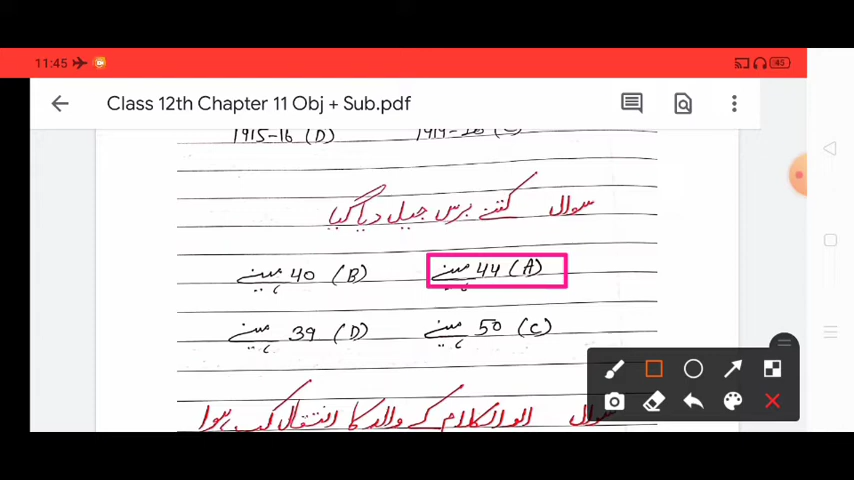 11:45
45
Class 12th Chapter 11 Obj + Sub.pdf
1915-16 (D)
سوال کتنے برس جیل دیا گیا
(A) 44 مہینے (B) 40 مہینے
(C) 50 مہینے (D) 39 مہینے
سوال ابوالکلام کے والد کا انتقال کب ہوا